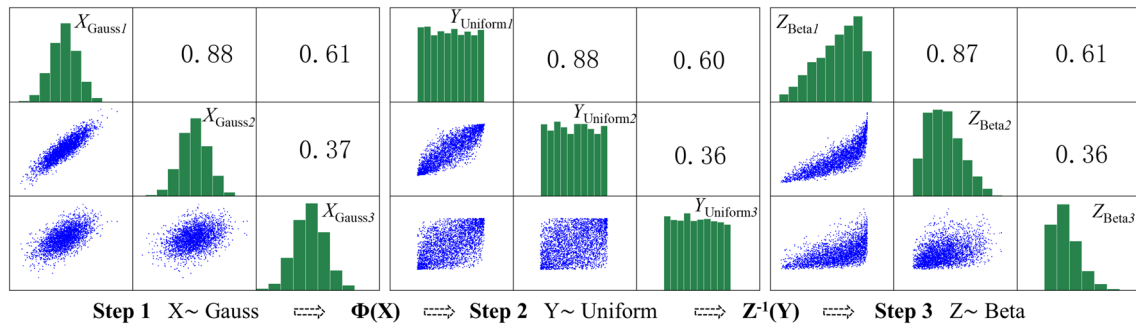 X_Gauss1 0.88 0.61
X_Gauss2 0.37
X_Gauss3
Y_Uniform1 0.88 0.60
Y_Uniform2 0.36
Y_Uniform3
Z_Beta1 0.87 0.61
Z_Beta2 0.36
Z_Beta3
Step 1 X~ Gauss ⇨ Φ(X) ⇨ Step 2 Y~ Uniform ⇨ Z⁻¹(Y) ⇨ Step 3 Z~ Beta